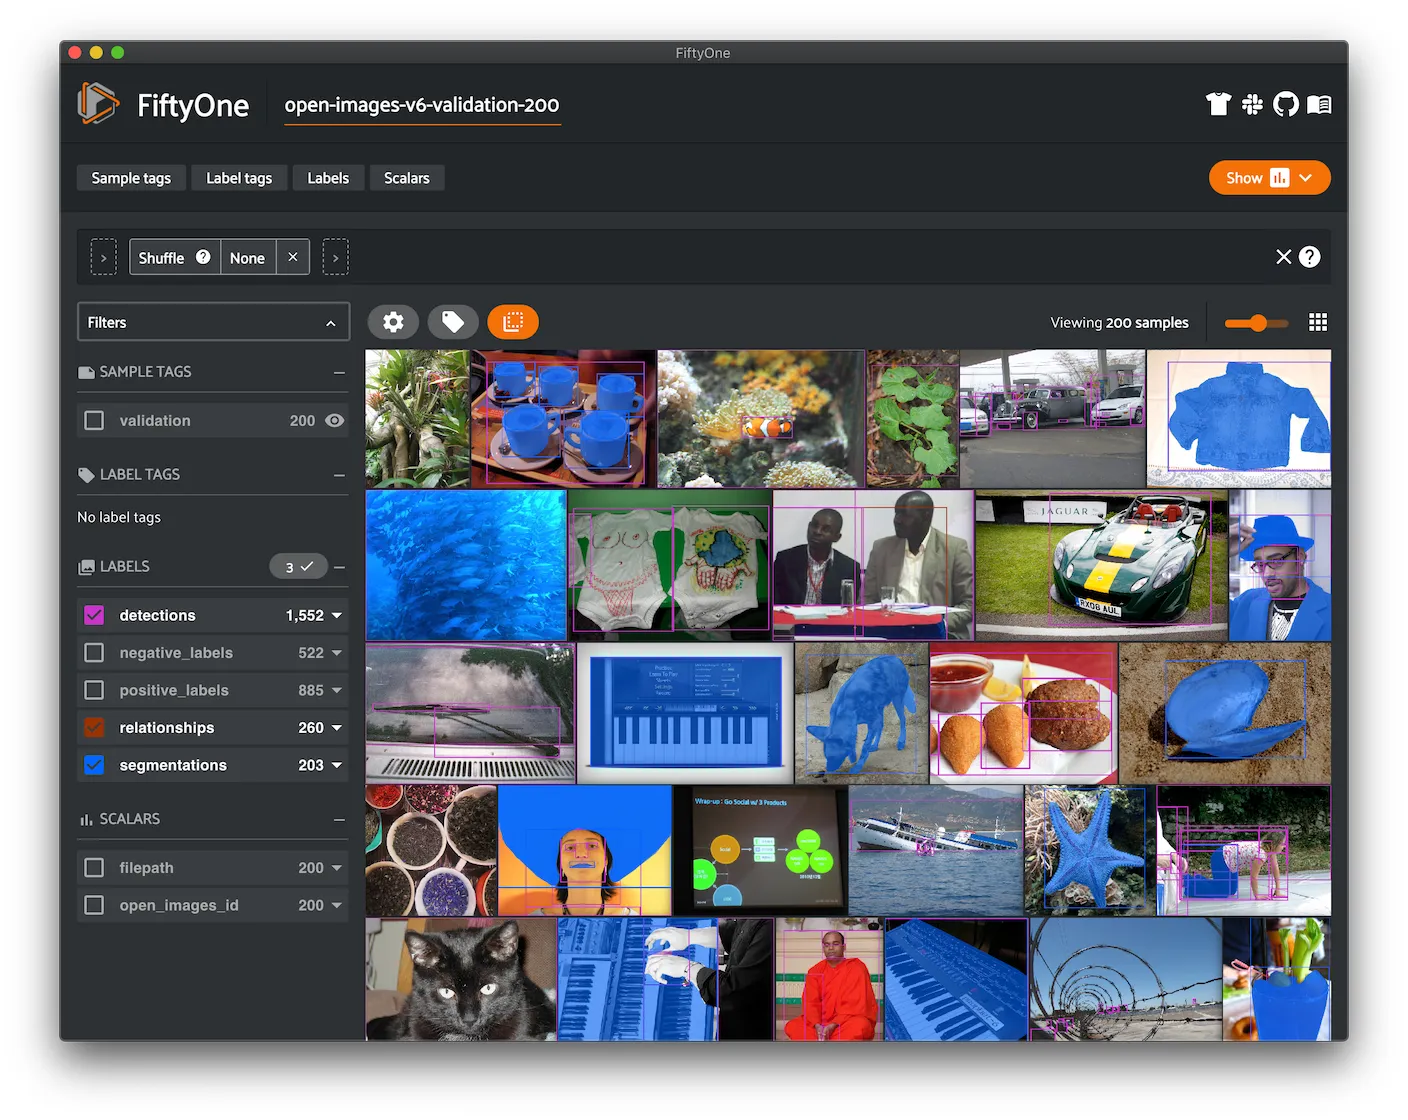 FiftyOne
FiftyOne
open-images-v6-validation-200
Sample tags
Label tags
Labels
Scalars
Show
Shuffle
None
Filters
Viewing 200 samples
SAMPLE TAGS
validation 200
LABEL TAGS
No label tags
LABELS 3
detections 1,552
negative_labels 522
positive_labels 885
relationships 260
segmentations 203
SCALARS
filepath 200
open_images_id 200
JAGUAR
RX08 AUL
Wrap-up : Go Social w/ 3 Products